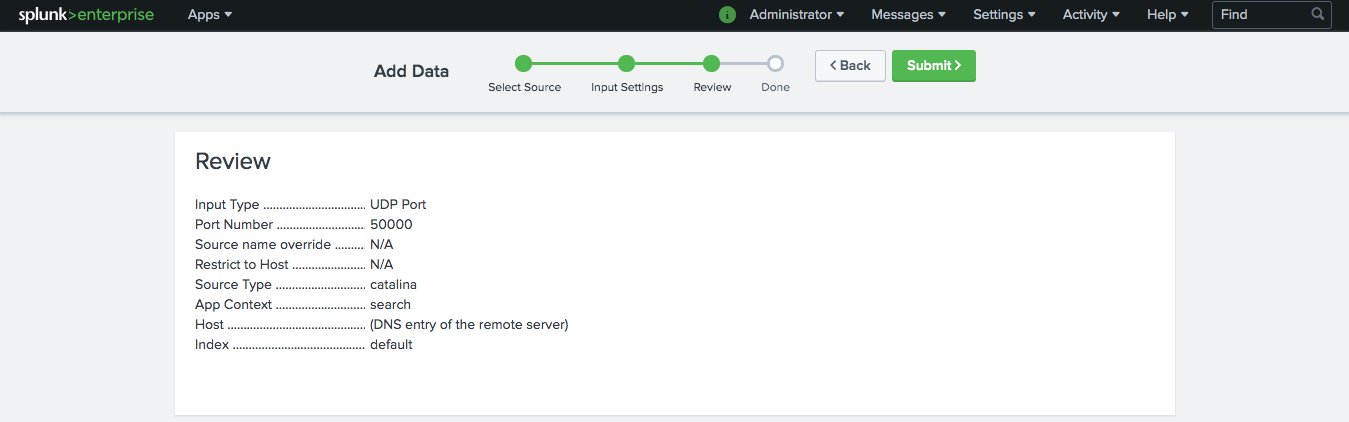 splunk>enterprise Apps Administrator Messages Settings Activity Help Find
Add Data Select Source Input Settings Review Done Back Submit
Review
Input Type ................................ UDP Port
Port Number ........................... 50000
Source name override ......... N/A
Restrict to Host ....................... N/A
Source Type ............................ catalina
App Context ............................ search
Host ........................................... (DNS entry of the remote server)
Index ......................................... default